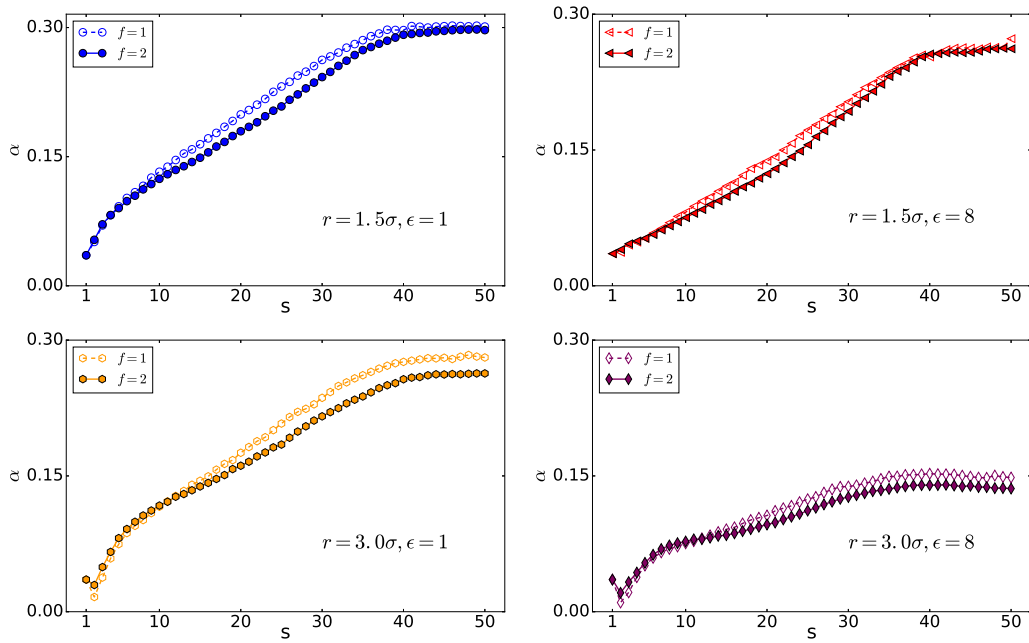 0.30
f = 1
f = 2
0.15
α
r = 1.5σ, ϵ = 1
0.00
1 10 20 30 40 50
s
0.30
f = 1
f = 2
0.15
α
r = 1.5σ, ϵ = 8
0.00
1 10 20 30 40 50
s
0.30
f = 1
f = 2
0.15
α
r = 3.0σ, ϵ = 1
0.00
1 10 20 30 40 50
s
0.30
f = 1
f = 2
0.15
α
r = 3.0σ, ϵ = 8
0.00
1 10 20 30 40 50
s